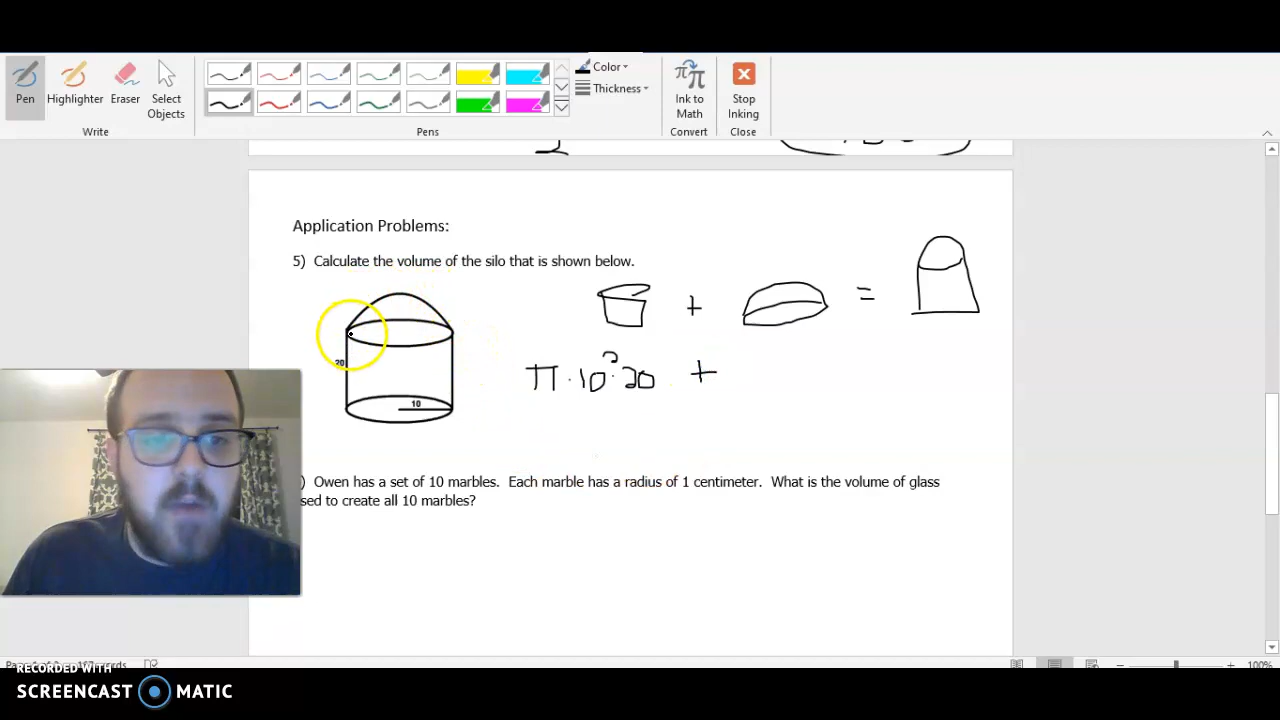 Color
Thickness
Pen
Highlighter
Eraser
Select Objects
Ink to Math
Stop Inking
Write
Pens
Convert
Close
Application Problems:
5) Calculate the volume of the silo that is shown below.
+ =
20
10
π · 10² · 20 +
) Owen has a set of 10 marbles. Each marble has a radius of 1 centimeter. What is the volume of glass
sed to create all 10 marbles?
100%
RECORDED WITH
SCREENCAST MATIC